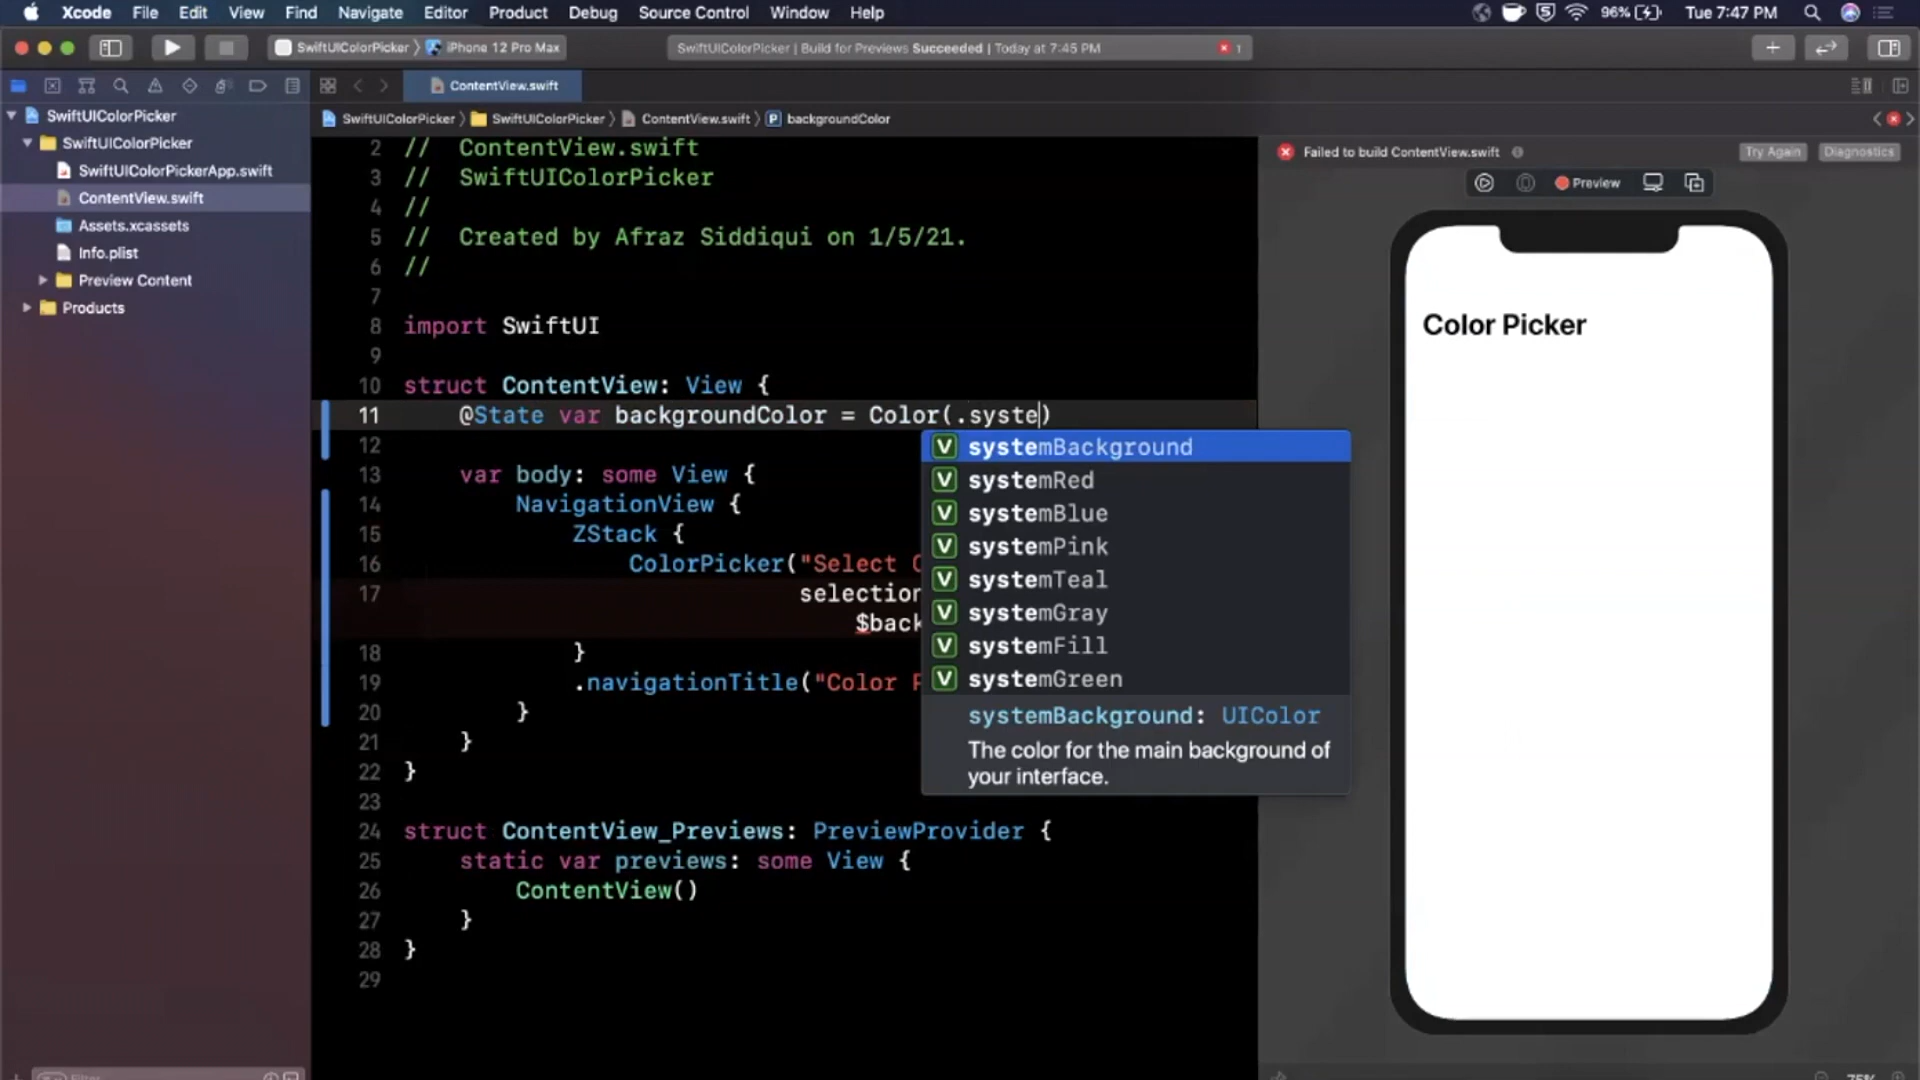 Xcode File Edit View Find Navigate Editor Product Debug Source Control Window Help 96% Tue 7:47 PM
SwiftUIColorPicker iPhone 12 Pro Max
SwiftUIColorPicker | Build for Previews Succeeded | Today at 7:45 PM 1
ContentView.swift
SwiftUIColorPicker
SwiftUIColorPicker
SwiftUIColorPickerApp.swift
ContentView.swift
Assets.xcassets
Info.plist
Preview Content
Products
SwiftUIColorPicker SwiftUIColorPicker ContentView.swift P backgroundColor
2 // ContentView.swift
3 // SwiftUIColorPicker
4 //
5 // Created by Afraz Siddiqui on 1/5/21.
6 //
7
8 import SwiftUI
9
10 struct ContentView: View {
11 @State var backgroundColor = Color(.syste)
12
13 var body: some View {
14 NavigationView {
15 ZStack {
16 ColorPicker("Select
17 selection
$back
18 }
19 .navigationTitle("Color
20 }
21 }
22 }
23
24 struct ContentView_Previews: PreviewProvider {
25 static var previews: some View {
26 ContentView()
27 }
28 }
29
V systemBackground
V systemRed
V systemBlue
V systemPink
V systemTeal
V systemGray
V systemFill
V systemGreen
systemBackground: UIColor
The color for the main background of
your interface.
Failed to build ContentView.swift Try Again Diagnostics
Preview
Color Picker